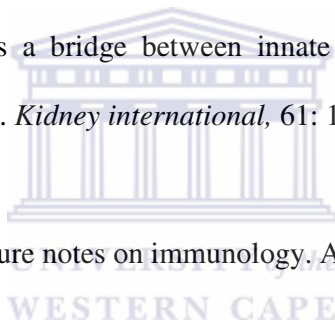 s a bridge between innate
. Kidney international, 61: 1
ure notes on immunology. A
UNIVERSITY of the
WESTERN CAPE